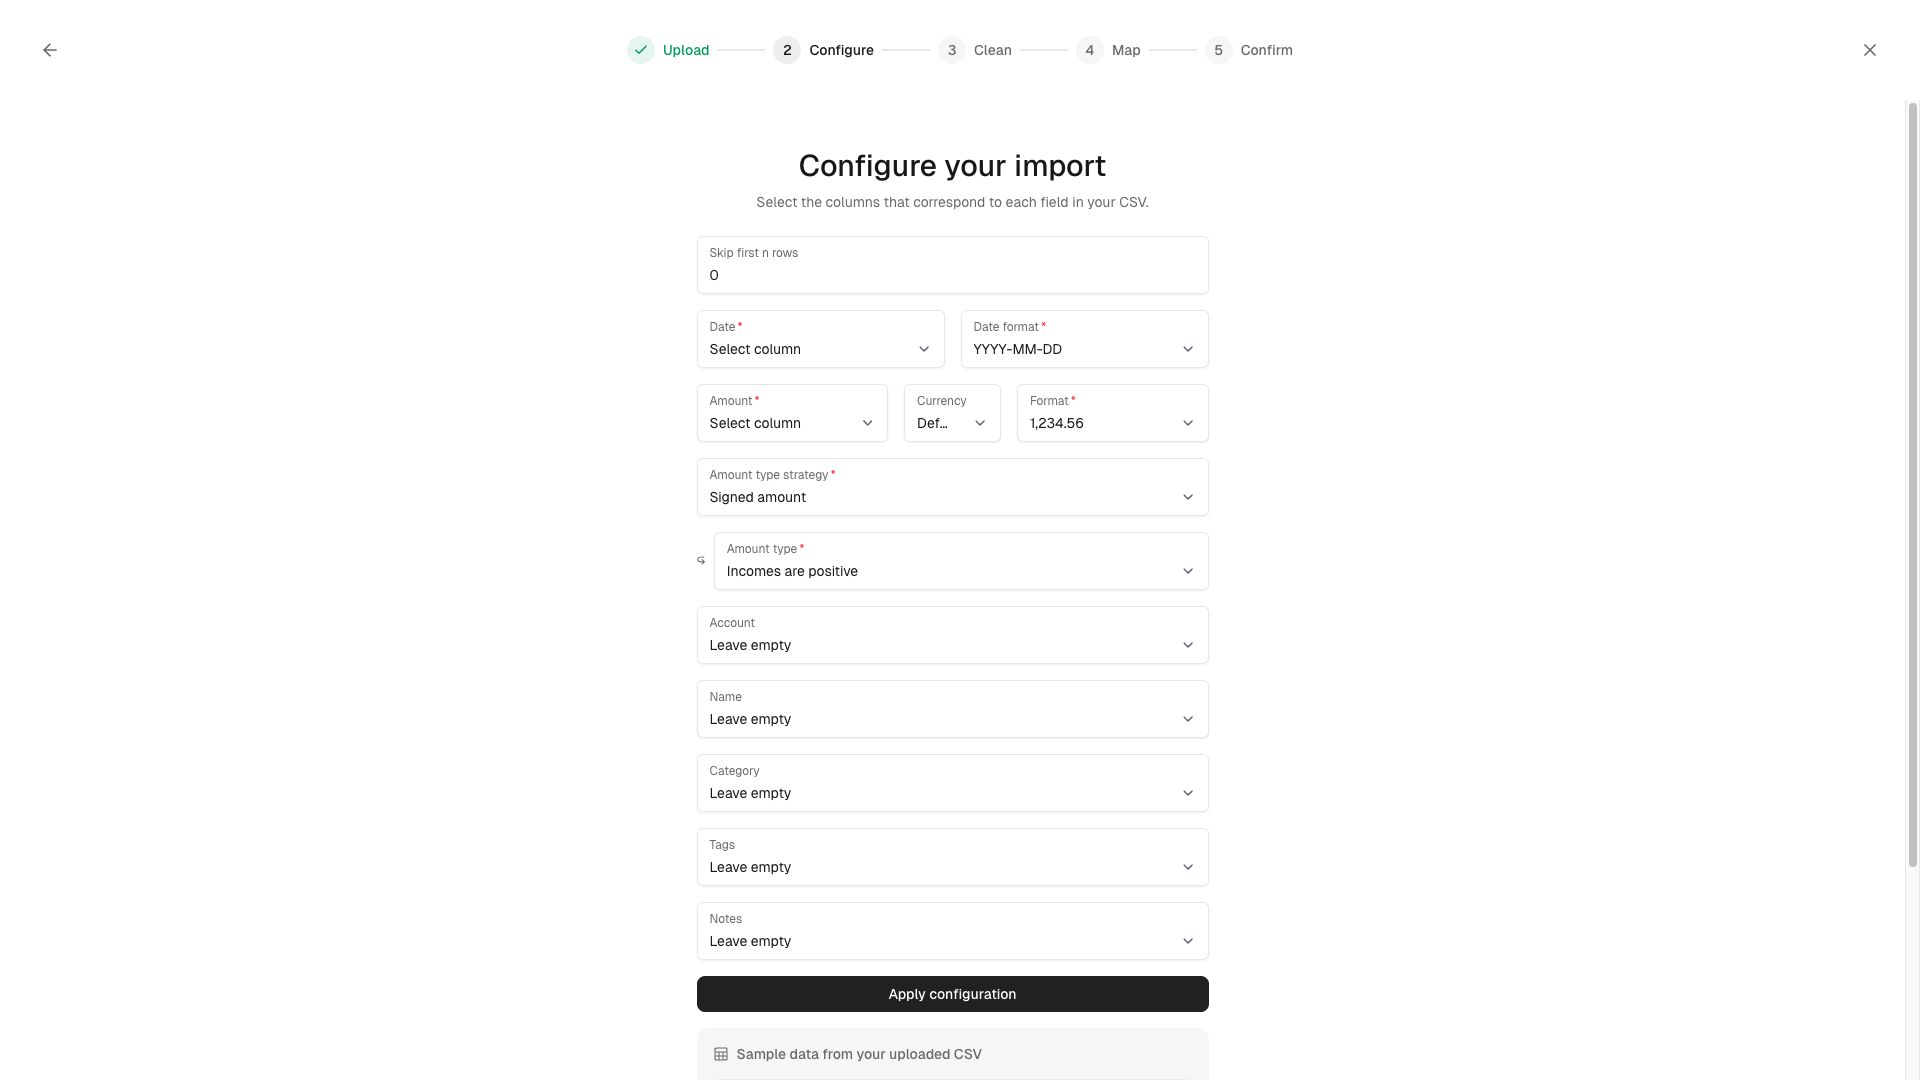 Upload
2 Configure
3 Clean
4 Map
5 Confirm
Configure your import
Select the columns that correspond to each field in your CSV.
Skip first n rows
0
Date*
Select column
Date format*
YYYY-MM-DD
Amount*
Select column
Currency
Def...
Format*
1,234.56
Amount type strategy*
Signed amount
Amount type*
Incomes are positive
Account
Leave empty
Name
Leave empty
Category
Leave empty
Tags
Leave empty
Notes
Leave empty
Apply configuration
Sample data from your uploaded CSV